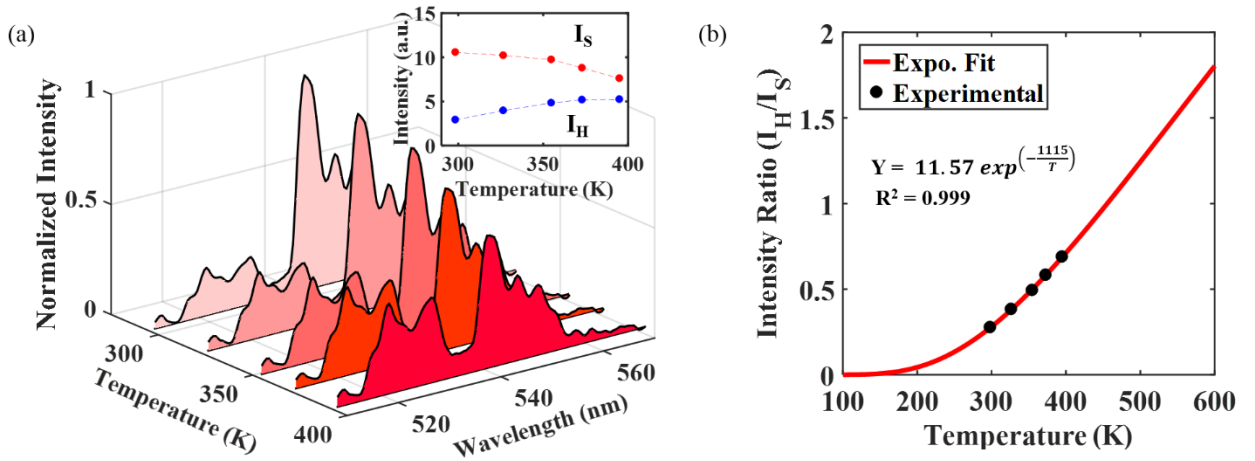 (a)
1
0.5
0
Normalized Intensity
300
350
400
Temperature (K)
520
540
560
Wavelength (nm)
15
10
5
0
Intensity (a.u.)
I_S
I_H
300
350
400
Temperature (K)
(b)
2
1.5
1
0.5
0
Intensity Ratio (I_H/I_S)
Expo. Fit
Experimental
Y = 11.57 exp^(−1115/T)
R² = 0.999
100 200 300 400 500 600
Temperature (K)